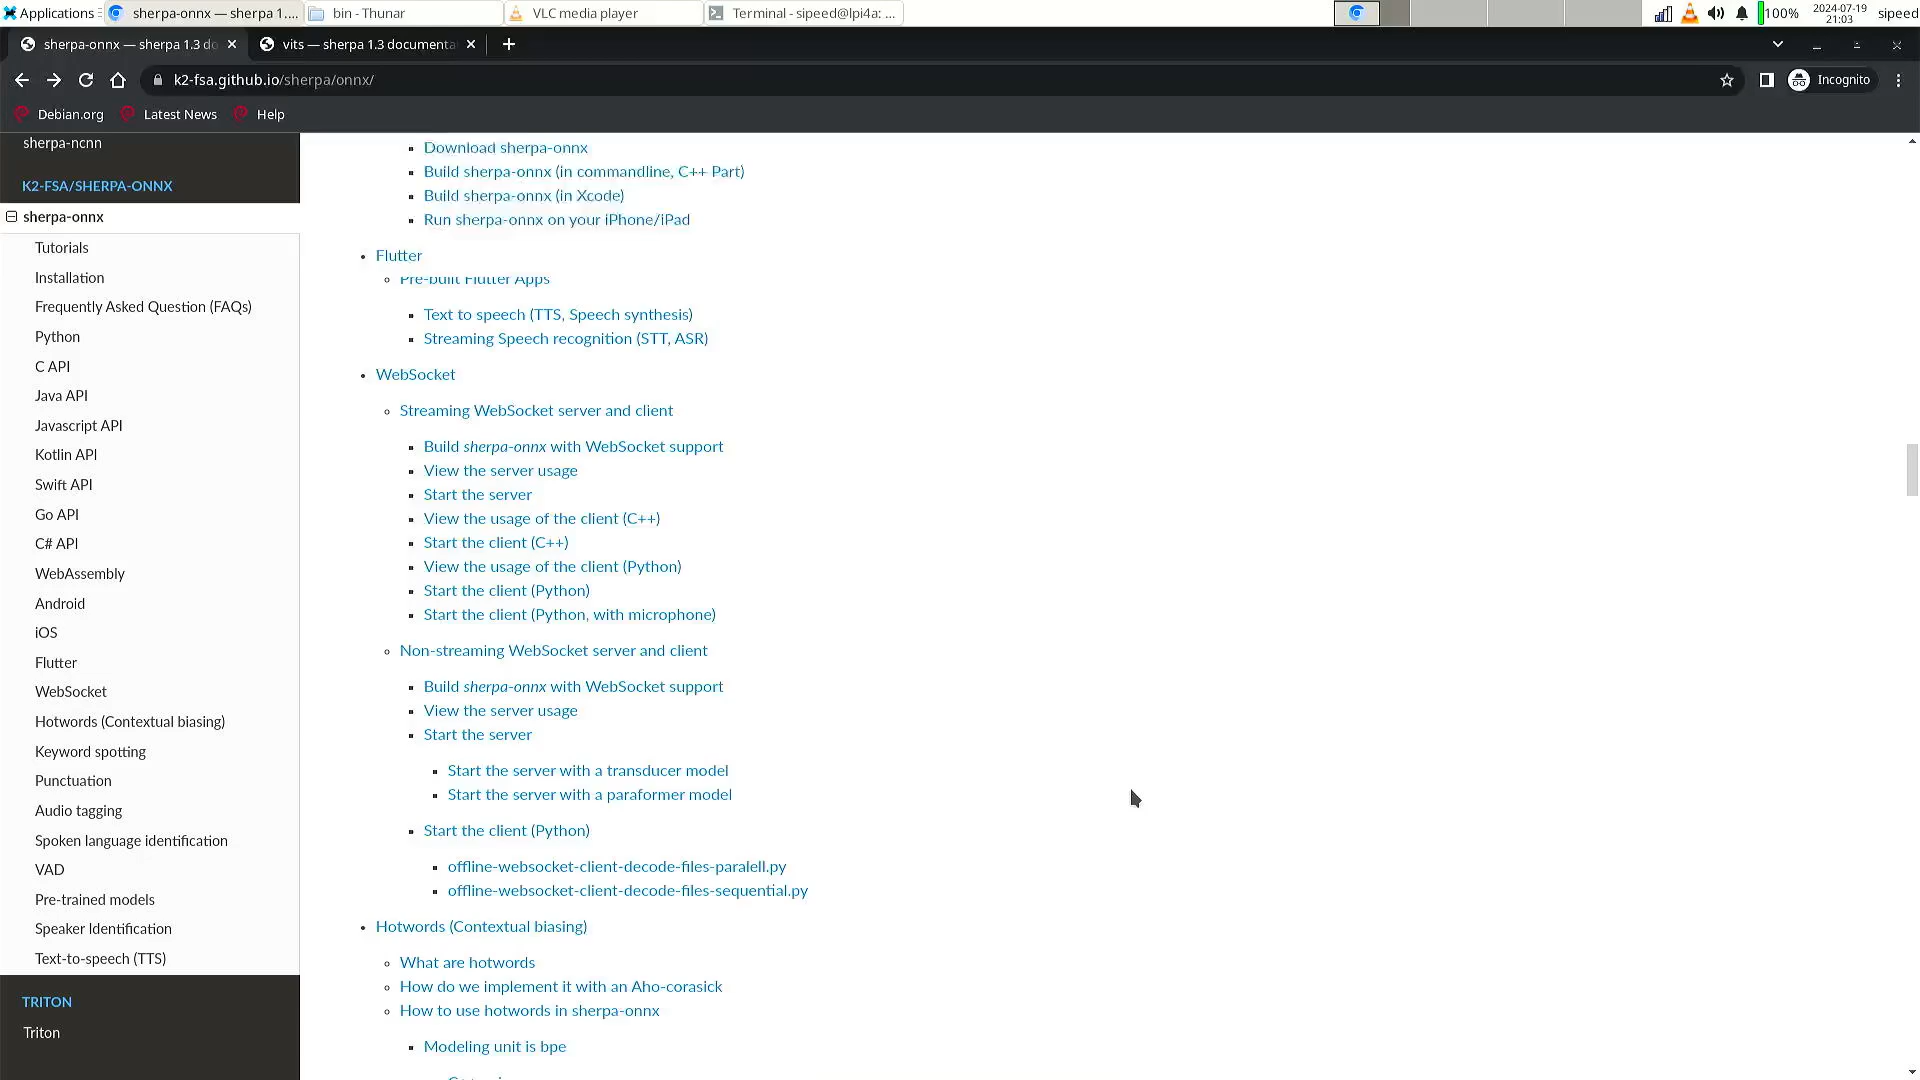 Applications
sherpa-onnx — sherpa 1....
bin - Thunar
VLC media player
Terminal - sipeed@lpi4a: ...
100%
2024-07-19
21:03
sipeed
sherpa-onnx — sherpa 1.3 do
vits — sherpa 1.3 documenta
k2-fsa.github.io/sherpa/onnx/
Incognito
Debian.org
Latest News
Help
sherpa-ncnn
K2-FSA/SHERPA-ONNX
sherpa-onnx
Tutorials
Installation
Frequently Asked Question (FAQs)
Python
C API
Java API
Javascript API
Kotlin API
Swift API
Go API
C# API
WebAssembly
Android
iOS
Flutter
WebSocket
Hotwords (Contextual biasing)
Keyword spotting
Punctuation
Audio tagging
Spoken language identification
VAD
Pre-trained models
Speaker Identification
Text-to-speech (TTS)
TRITON
Triton
Download sherpa-onnx
Build sherpa-onnx (in commandline, C++ Part)
Build sherpa-onnx (in Xcode)
Run sherpa-onnx on your iPhone/iPad
Flutter
Pre-built Flutter Apps
Text to speech (TTS, Speech synthesis)
Streaming Speech recognition (STT, ASR)
WebSocket
Streaming WebSocket server and client
Build sherpa-onnx with WebSocket support
View the server usage
Start the server
View the usage of the client (C++)
Start the client (C++)
View the usage of the client (Python)
Start the client (Python)
Start the client (Python, with microphone)
Non-streaming WebSocket server and client
Build sherpa-onnx with WebSocket support
View the server usage
Start the server
Start the server with a transducer model
Start the server with a paraformer model
Start the client (Python)
offline-websocket-client-decode-files-paralell.py
offline-websocket-client-decode-files-sequential.py
Hotwords (Contextual biasing)
What are hotwords
How do we implement it with an Aho-corasick
How to use hotwords in sherpa-onnx
Modeling unit is bpe